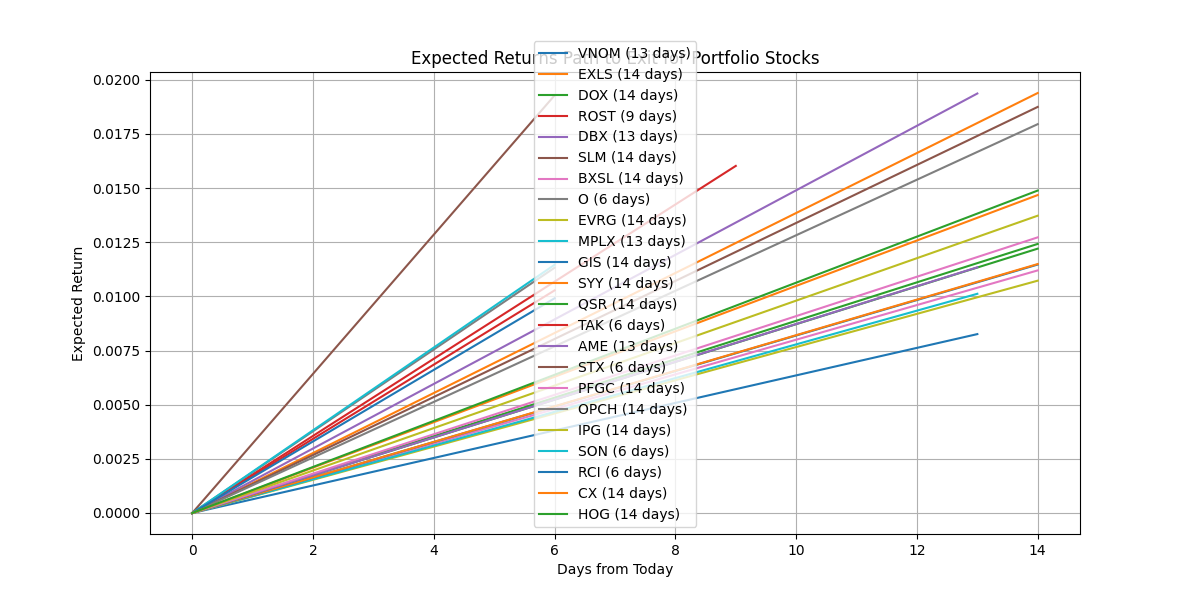 Expected Returns Path to Exit for Portfolio Stocks
VNOM (13 days)
EXLS (14 days)
DOX (14 days)
ROST (9 days)
DBX (13 days)
SLM (14 days)
BXSL (14 days)
O (6 days)
EVRG (14 days)
MPLX (13 days)
GIS (14 days)
SYY (14 days)
QSR (14 days)
TAK (6 days)
AME (13 days)
STX (6 days)
PFGC (14 days)
OPCH (14 days)
IPG (14 days)
SON (6 days)
RCI (6 days)
CX (14 days)
HOG (14 days)
Expected Return
0.0200
0.0175
0.0150
0.0125
0.0100
0.0075
0.0050
0.0025
0.0000
0 2 4 6 8 10 12 14
Days from Today